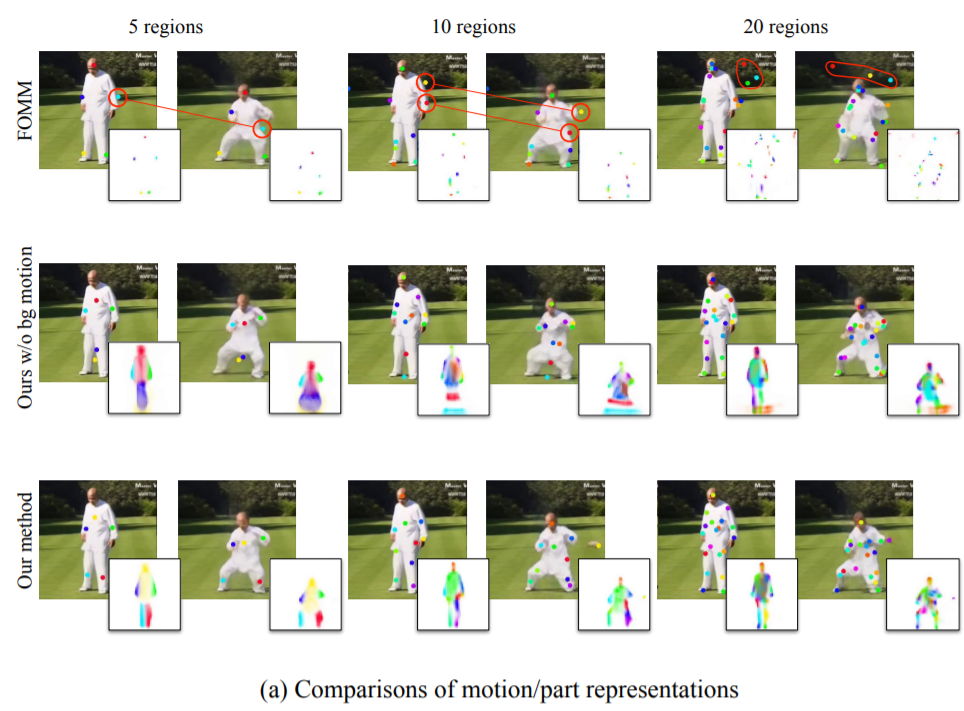 5 regions
10 regions
20 regions
FOMM
Ours w/o bg motion
Our method
(a) Comparisons of motion/part representations